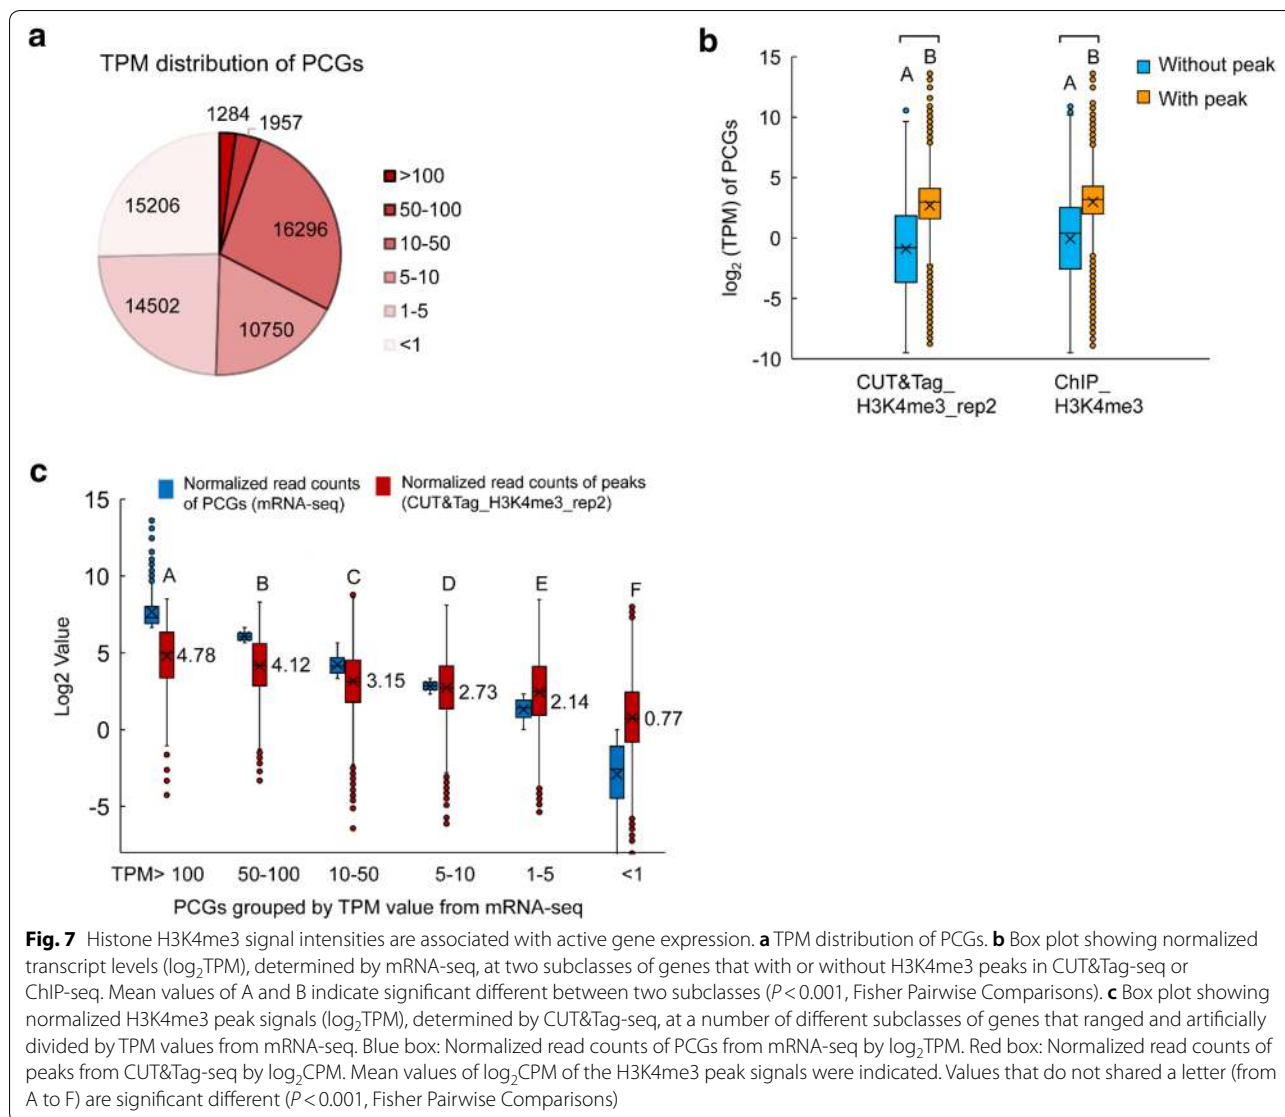 a
TPM distribution of PCGs
1284
1957
15206
16296
14502
10750
>100
50-100
10-50
5-10
1-5
<1
b
15
10
5
0
-5
-10
log₂ (TPM) of PCGs
A
B
A
B
Without peak
With peak
CUT&Tag_
H3K4me3_rep2
ChIP_
H3K4me3
c
Normalized read counts
of PCGs (mRNA-seq)
Normalized read counts of peaks
(CUT&Tag_H3K4me3_rep2)
15
10
5
0
-5
Log2 Value
A
B
C
D
E
F
4.78
4.12
3.15
2.73
2.14
0.77
TPM> 100
50-100
10-50
5-10
1-5
<1
PCGs grouped by TPM value from mRNA-seq
Fig. 7 Histone H3K4me3 signal intensities are associated with active gene expression. a TPM distribution of PCGs. b Box plot showing normalized
transcript levels (log₂TPM), determined by mRNA-seq, at two subclasses of genes that with or without H3K4me3 peaks in CUT&Tag-seq or
ChIP-seq. Mean values of A and B indicate significant different between two subclasses (P < 0.001, Fisher Pairwise Comparisons). c Box plot showing
normalized H3K4me3 peak signals (log₂TPM), determined by CUT&Tag-seq, at a number of different subclasses of genes that ranged and artificially
divided by TPM values from mRNA-seq. Blue box: Normalized read counts of PCGs from mRNA-seq by log₂TPM. Red box: Normalized read counts of
peaks from CUT&Tag-seq by log₂CPM. Mean values of log₂CPM of the H3K4me3 peak signals were indicated. Values that do not shared a letter (from
A to F) are significant different (P < 0.001, Fisher Pairwise Comparisons)